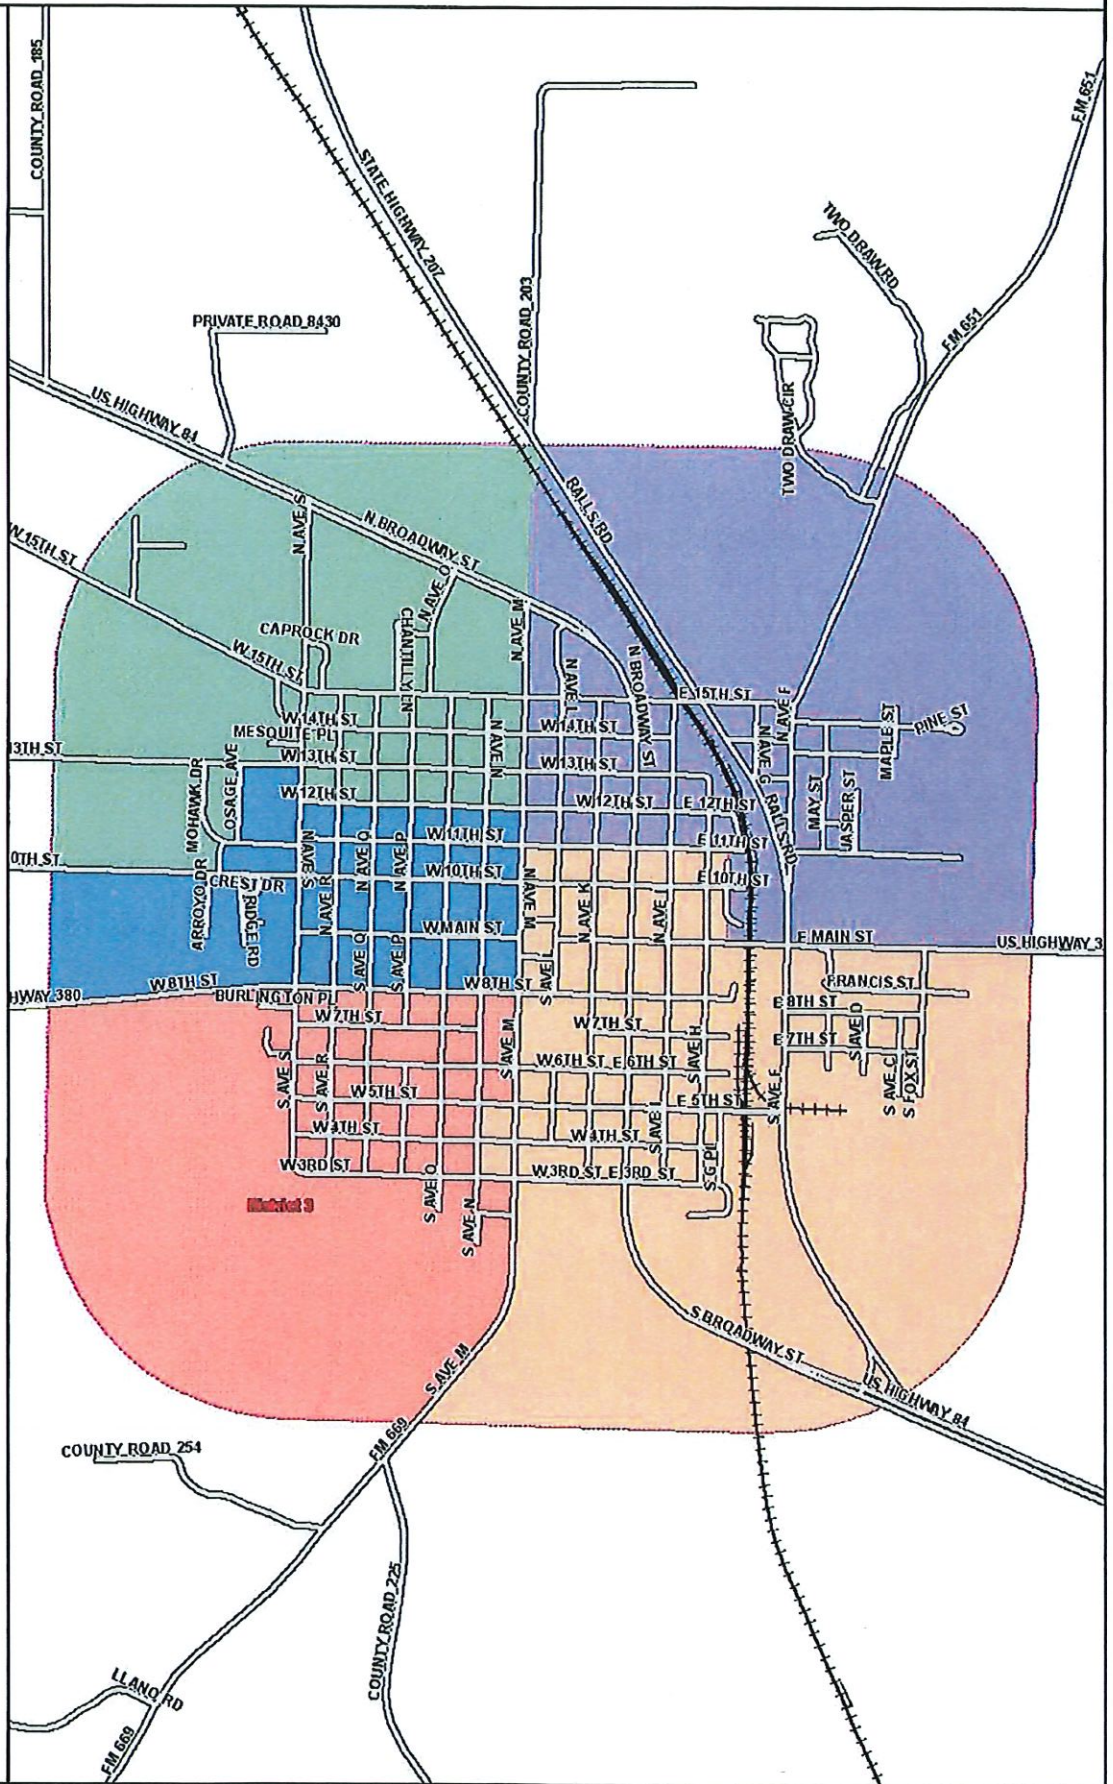 COUNTY ROAD 185
STATE HIGHWAY 207
FM 651
TWO DRAW RD
COUNTY ROAD 203
PRIVATE ROAD 8430
FM 651
US HIGHWAY 84
TWO DRAW CIR
RALLS RD
N AVE S
N BROADWAY ST
W 15TH ST
N AVE O
CHANTILLY LN
CAPROCK DR
N AVE M
W 15TH ST
N AVE L
N BROADWAY ST
E 15TH ST
N AVE F
W 14TH ST
MESQUITE PL
N AVE N
W 14TH ST
N AVE G
MAPLE ST
PINE ST
13TH ST
W 13TH ST
W 13TH ST
MOHAWK DR
OSAGE AVE
W 12TH ST
W 12TH ST
E 12TH ST
RALLS RD
MAY ST
JASPER ST
N AVE S
N AVE Q
N AVE P
W 11TH ST
E 11TH ST
0TH ST
W 10TH ST
E 10TH ST
ARROYO DR
CREST DR
RIDGE RD
N AVE R
N AVE M
N AVE K
N AVE I
W MAIN ST
E MAIN ST
US HIGHWAY 3
S AVE Q
S AVE P
S AVE L
HWAY 380
W 8TH ST
BURLINGTON PL
W 8TH ST
FRANCIS ST
E 8TH ST
W 7TH ST
S AVE M
W 7TH ST
S AVE H
E 7TH ST
S AVE D
S AVE S
S AVE R
W 6TH ST
E 6TH ST
W 5TH ST
E 5TH ST
S AVE F
S AVE C
S FOX ST
W 4TH ST
W 4TH ST
S AVE I
W 3RD ST
W 3RD ST
E 3RD ST
S G PL
District 3
S AVE O
S AVE N
S BROADWAY ST
S AVE M
US HIGHWAY 84
COUNTY ROAD 254
FM 669
COUNTY ROAD 225
LLANO RD
FM 669